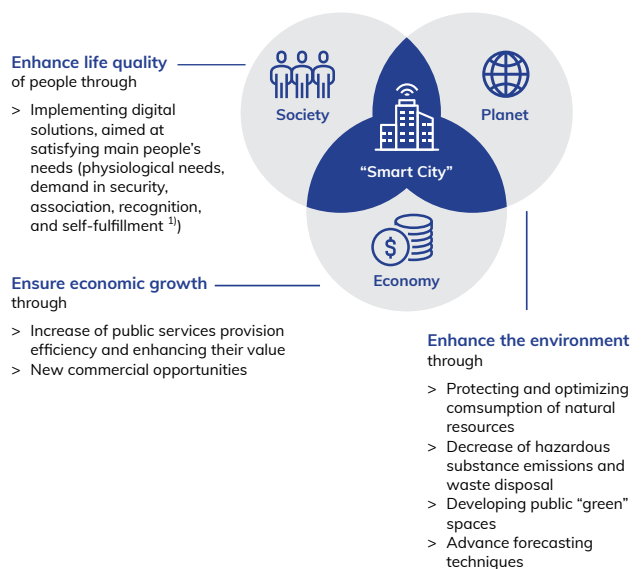 Enhance life quality
of people through
> Implementing digital
solutions, aimed at
satisfying main people's
needs (physiological needs,
demand in security,
association, recognition,
and self-fulfillment ¹⁾)
Society
Planet
“Smart City”
$
Economy
Ensure economic growth
through
> Increase of public services provision
efficiency and enhancing their value
> New commercial opportunities
Enhance the environment
through
> Protecting and optimizing
comsumption of natural
resources
> Decrease of hazardous
substance emissions and
waste disposal
> Developing public “green”
spaces
> Advance forecasting
techniques